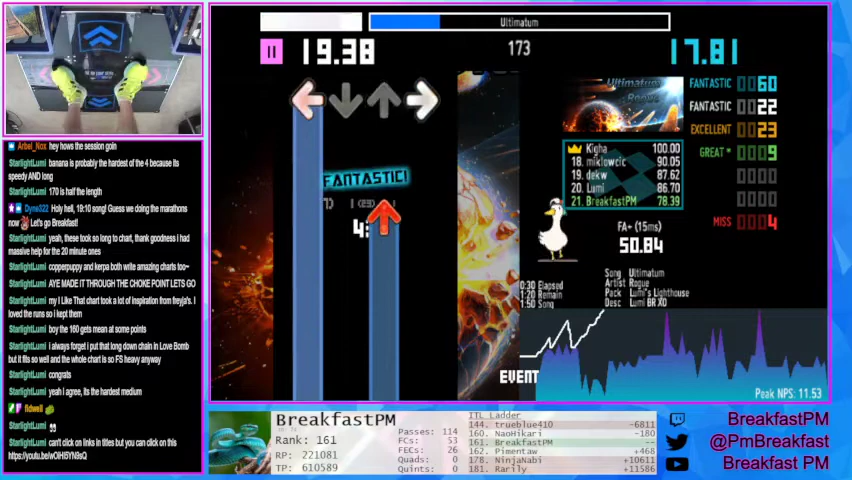 Ultimatum
19.38
173
17.81
FANTASTIC 0060
FANTASTIC 0022
EXCELLENT 0023
GREAT* 0009
0000
0000
MISS 0004
Ultimatum
Rogue
Kigha 100.00
18. miklowcic 90.05
19. dekw 87.62
20. Lumi 86.70
21. BreakfastPM 78.39
FA+ (15ms)
50.84
FANTASTIC!
0:30 Elapsed
1:20 Remain
1:50 Song
Song Ultimatum
Artist Rogue
Pack Lumi's Lighthouse
Desc Lumi BR XO
EVENT
Peak NPS: 11.53
Arbel_Nox hey hows the session goin
StarlightLumi banana is probably the hardest of the 4 because its
speedy AND long
StarlightLumi 170 is half the length
Dyna322 Holy hell, 19:10 song! Guess we doing the marathons
now Let's go Breakfast!
StarlightLumi yeah, these took so long to chart, thank goodness i had
massive help for the 20 minute ones
StarlightLumi copperpuppy and kerpa both write amazing charts too~
StarlightLumi AYE MADE IT THROUGH THE CHOKE POINT LETS GO
StarlightLumi my I Like That chart took a lot of inspiration from freyja's. I
loved the runs so i kept them
StarlightLumi boy the 160 gets mean at some points
StarlightLumi i always forget i put that long down chain in Love Bomb
but it fits so well and the whole chart is so FS heavy anyway
StarlightLumi congrats
StarlightLumi yeah i agree, its the hardest medium
fidwell
StarlightLumi
StarlightLumi can't click on links in titles but you can click on this
BreakfastPM
Rank: 161
RP: 221081
TP: 610589
Passes: 114
FCs: 53
FECs: 26
Quads: 0
Quints: 0
ITL Ladder
144. trueblue410 -6811
160. NaoHikari -180
161. BreakfastPM --
162. Pimentaw +468
178. NinjaNabi +10611
181. Rarily +11586
BreakfastPM
@PmBreakfast
Breakfast PM